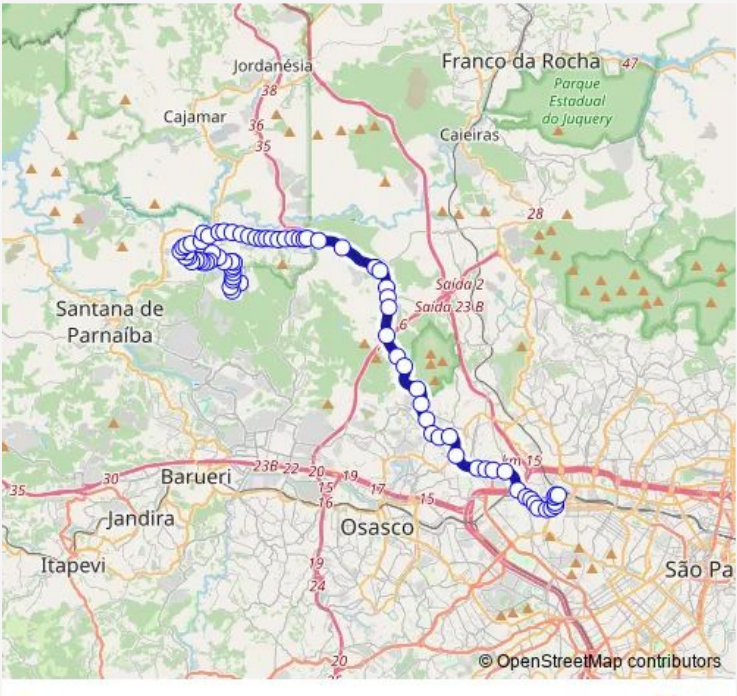 Jordanésia
Franco da Rocha
47
38
Parque
Estadual
do Juquery
Cajamar
36
Caieiras
35
28
Saída 2
Santana de
Parnaíba
Saída 23 B
6
km 15
23B
22
20
19
Barueri
30
35
17
15
15
16
Jandira
Osasco
Itapevi
19
São Pa
24
20
© OpenStreetMap contributors